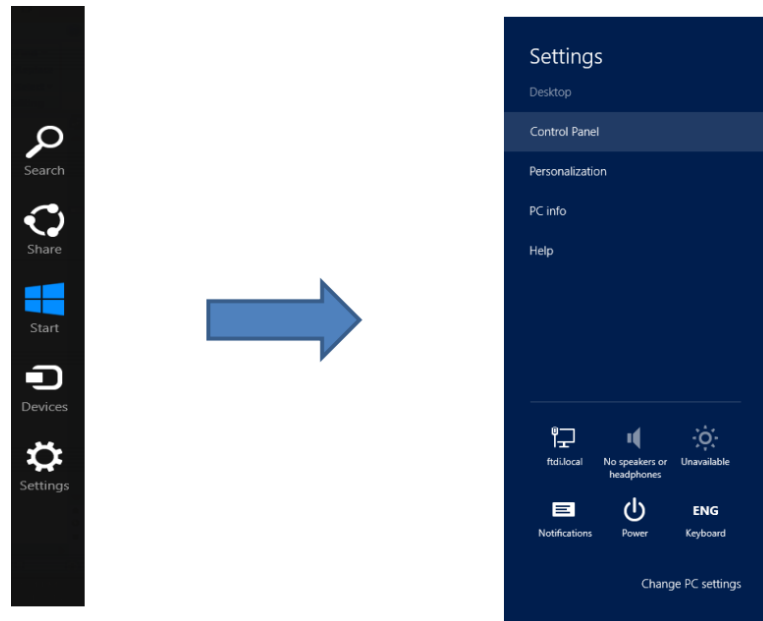 Search
Share
Start
Devices
Settings
Settings
Desktop
Control Panel
Personalization
PC info
Help
ftdi.local
No speakers or
headphones
Unavailable
Notifications
Power
ENG
Keyboard
Change PC settings